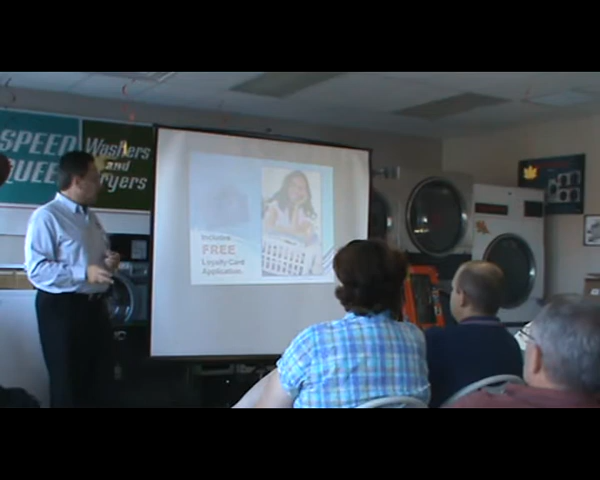 SPEED
QUEE
Washers
and
Dryers
Includes
FREE
Loyalty Card
Application